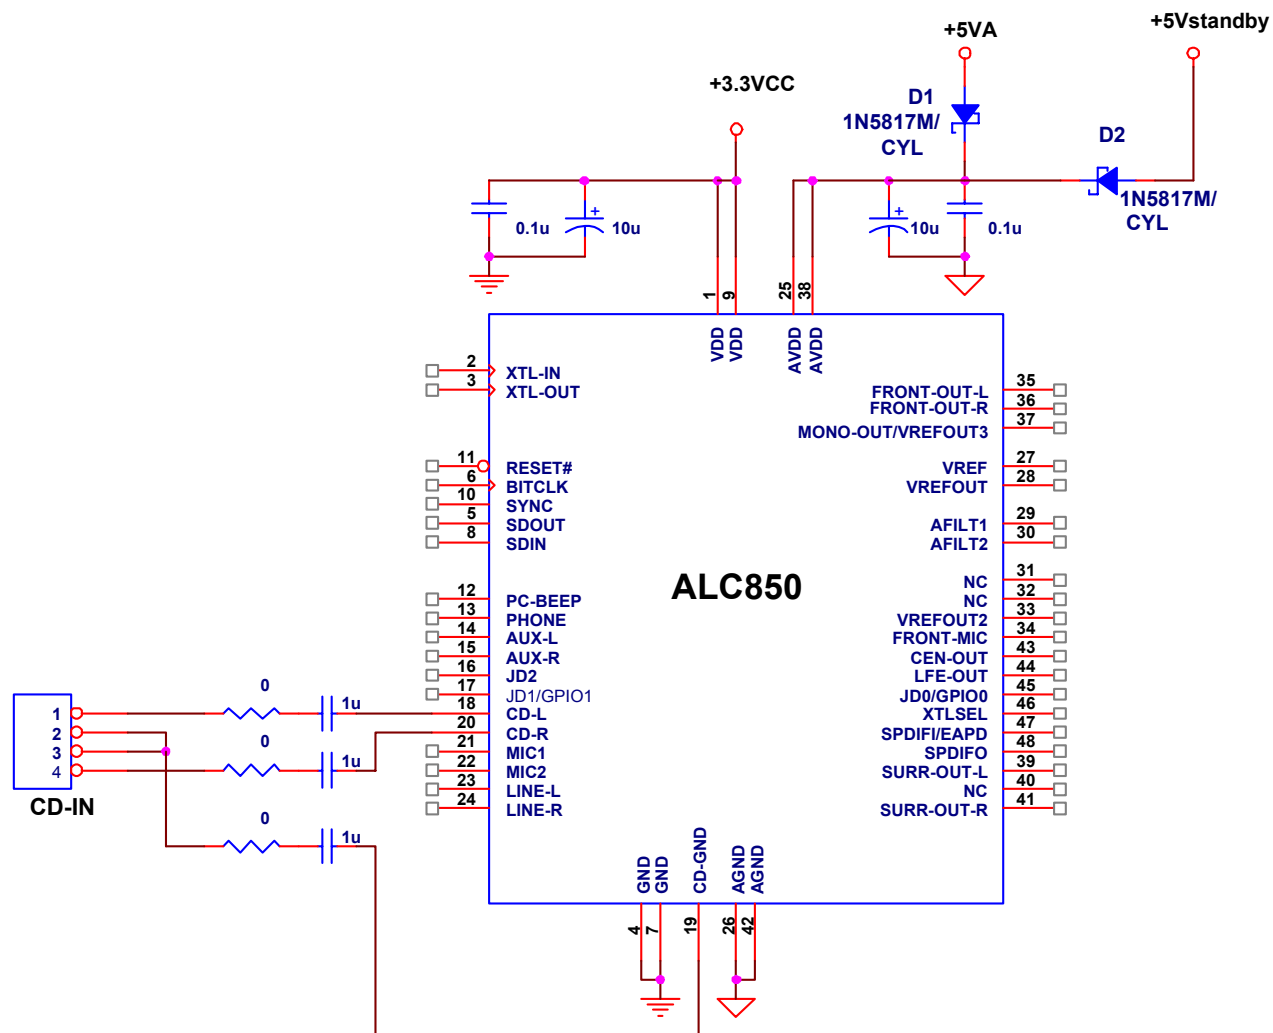 +5Vstandby
+5VA
+3.3VCC
D1
1N5817M/
CYL
D2
1N5817M/
CYL
0.1u
+
10u
+
10u
0.1u
1
9
25
38
VDD
VDD
AVDD
AVDD
2
XTL-IN
3
XTL-OUT
11
RESET#
6
BITCLK
10
SYNC
5
SDOUT
8
SDIN
12
PC-BEEP
13
PHONE
14
AUX-L
15
AUX-R
16
JD2
17
JD1/GPIO1
18
CD-L
20
CD-R
21
MIC1
22
MIC2
23
LINE-L
24
LINE-R
ALC850
FRONT-OUT-L
35
FRONT-OUT-R
36
MONO-OUT/VREFOUT3
37
VREF
27
VREFOUT
28
AFILT1
29
AFILT2
30
NC
31
NC
32
VREFOUT2
33
FRONT-MIC
34
CEN-OUT
43
LFE-OUT
44
JD0/GPIO0
45
XTLSEL
46
SPDIFI/EAPD
47
SPDIFO
48
SURR-OUT-L
39
NC
40
SURR-OUT-R
41
0
1u
0
1u
0
1u
1
2
3
4
CD-IN
GND
GND
CD-GND
AGND
AGND
4
7
19
26
42